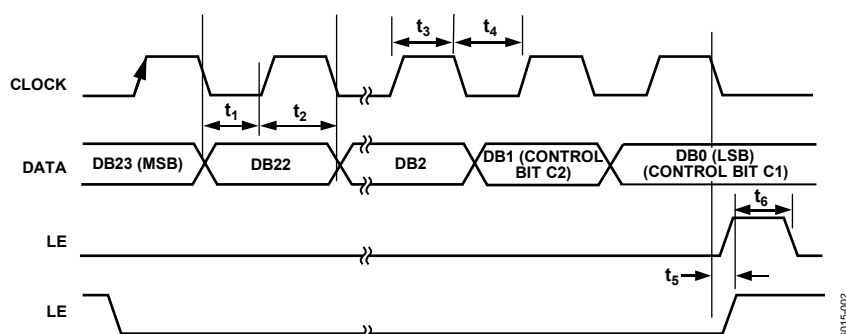 t3
t4
CLOCK
t1
t2
DATA
DB23 (MSB)
DB22
DB2
DB1 (CONTROL
BIT C2)
DB0 (LSB)
(CONTROL BIT C1)
t6
LE
t5
LE